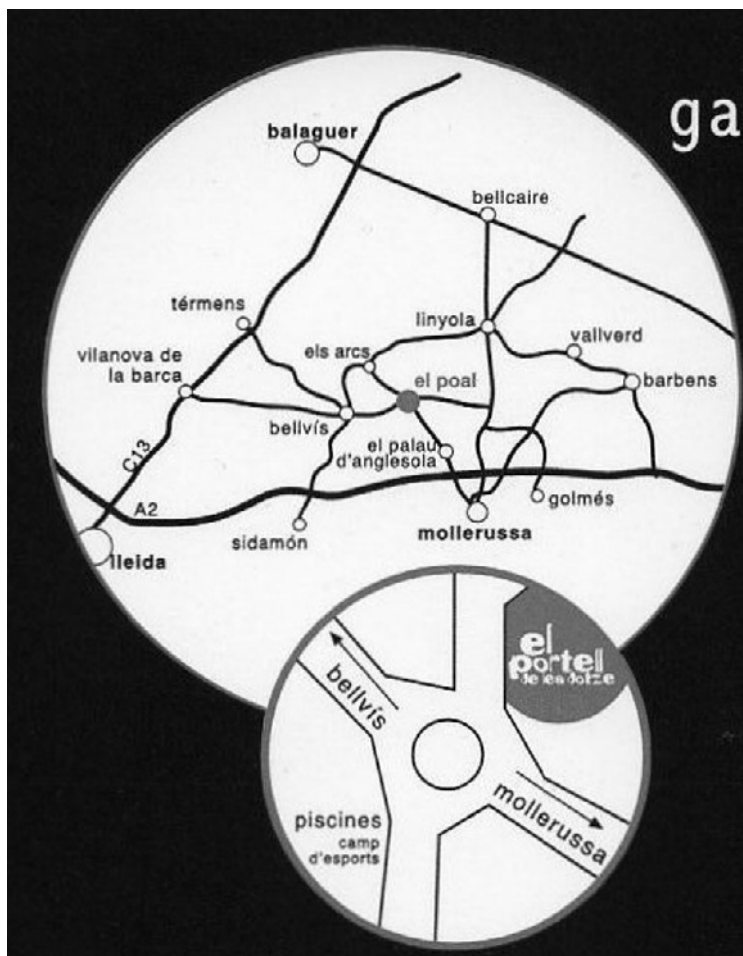 ga
balaguer
bellcaire
térmens
linyola
vallverd
vilanova de
la barca
els arcs
el poal
barbens
bellvís
el palau
d'anglesola
C13
A2
golmés
sidamón
mollerussa
lleida
el
portell
de les dotze
bellvís
mollerussa
piscines
camp
d'esports